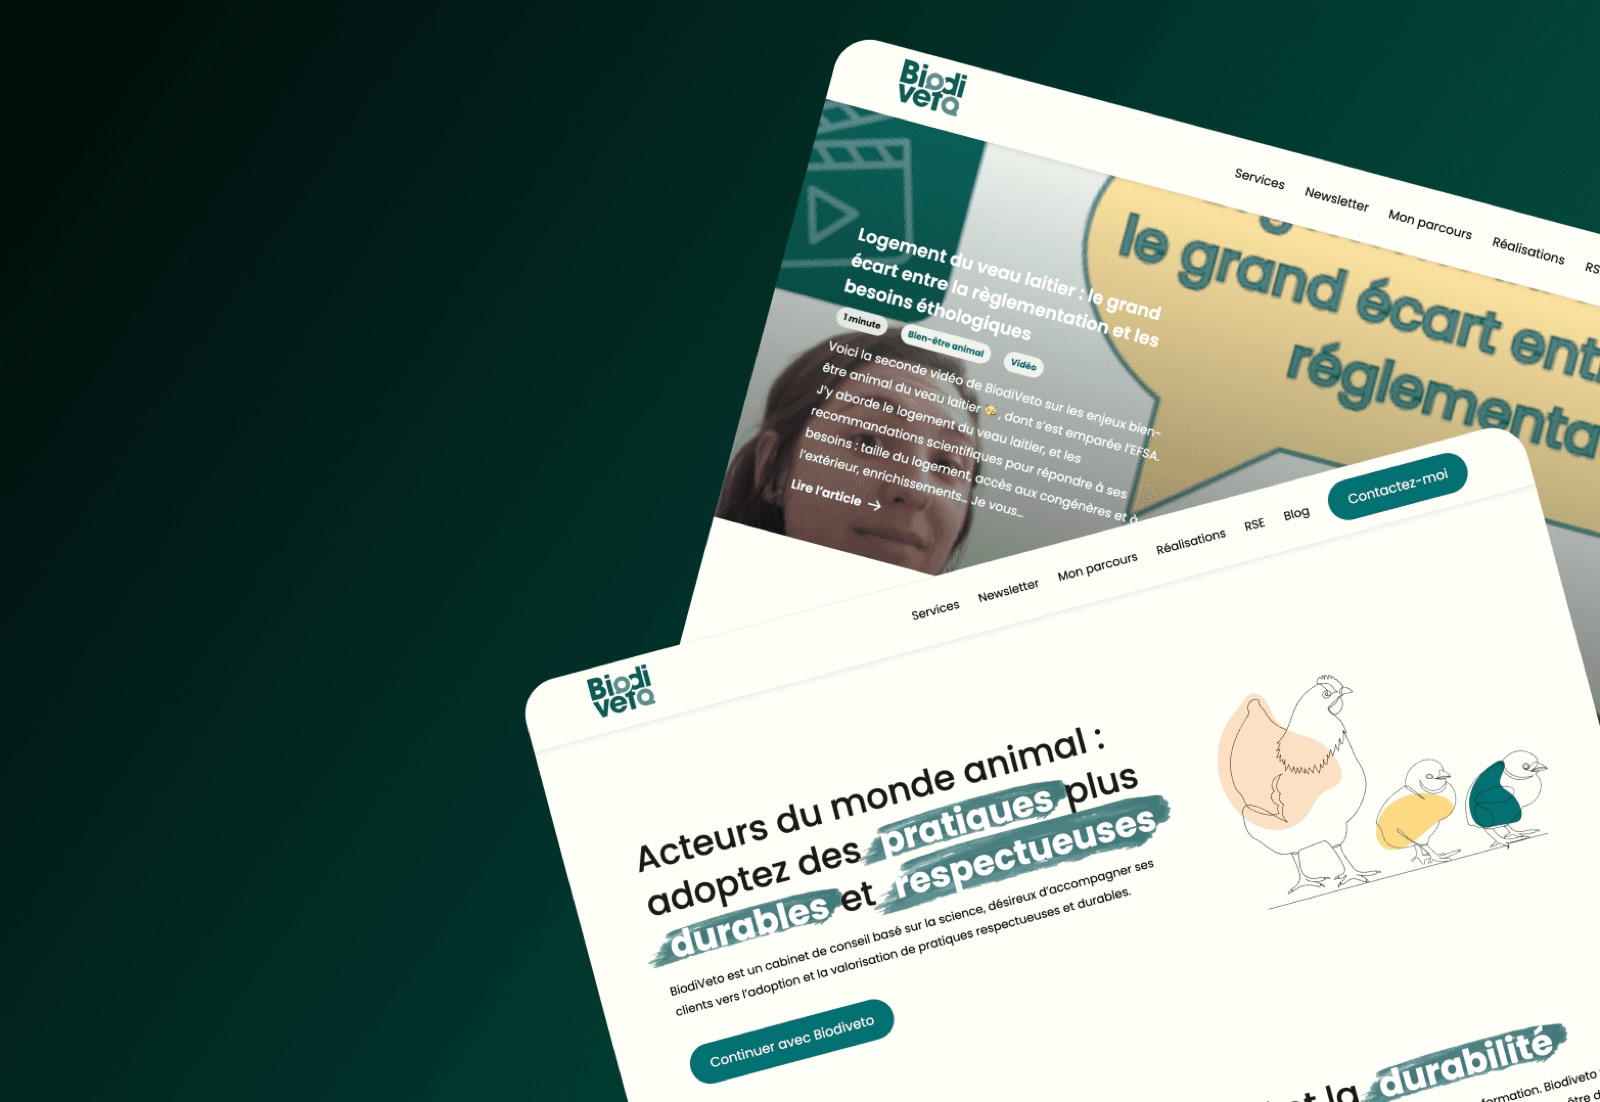 Biodi
veto
Services
Newsletter
Mon parcours
Réalisations
le grand écart
réglementa
Logement du veau laitier : le grand
écart entre la règlementation et les
besoins éthologiques
1 minute
Bien-être animal
Vidéo
Voici la seconde vidéo de BiodiVeto sur les enjeux bien-
être animal du veau laitier 🥱, dont s'est emparée l'EFSA.
J'y aborde le logement du veau laitier, et les
recommandations scientifiques pour répondre à ses
besoins : taille du logement, accès aux congénères et à
l'extérieur, enrichissements... Je vous...
Lire l'article →
Biodi
veto
Services
Newsletter
Mon parcours
Réalisations
RSE
Blog
Contactez-moi
Acteurs du monde animal :
adoptez des pratiques plus
durables et respectueuses
BiodiVeto est un cabinet de conseil basé sur la science, désireux d'accompagner ses
clients vers l'adoption et la valorisation de pratiques respectueuses et durables.
Continuer avec Biodiveto
et la durabilité
formation. Biodiveto